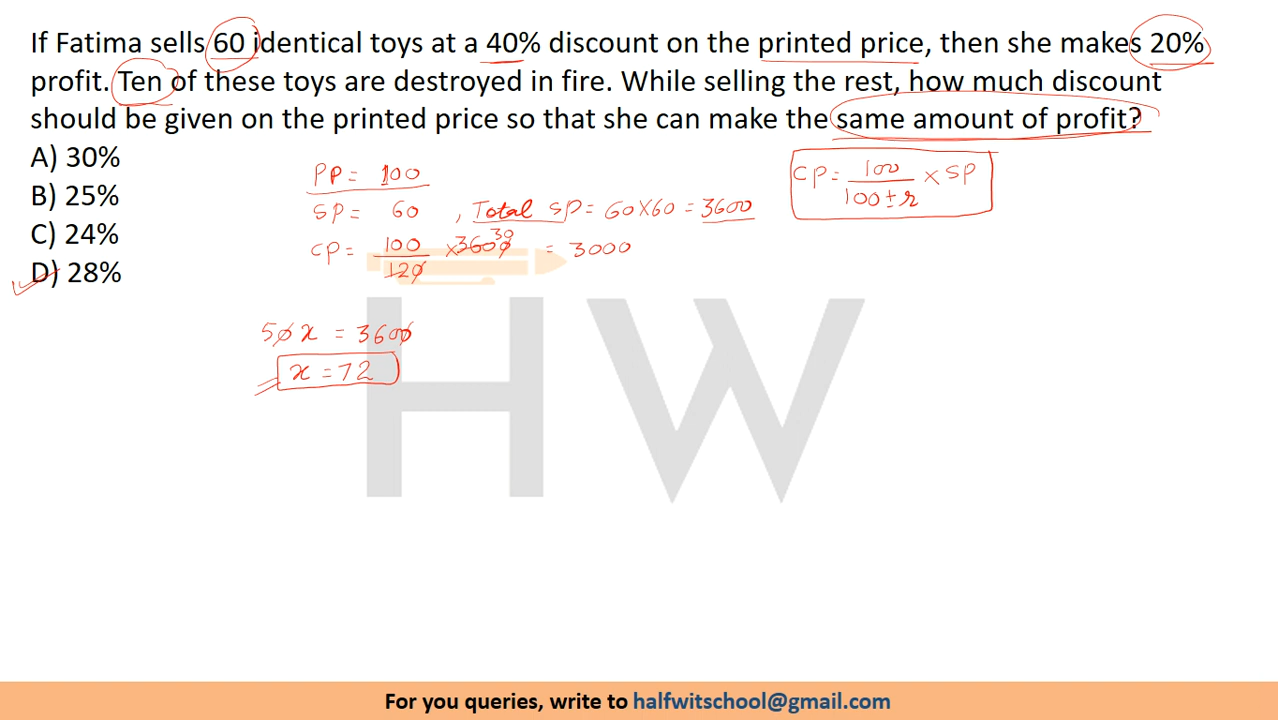 If Fatima sells 60 identical toys at a 40% discount on the printed price, then she makes 20%
profit. Ten of these toys are destroyed in fire. While selling the rest, how much discount
should be given on the printed price so that she can make the same amount of profit?
A) 30%
B) 25%
C) 24%
D) 28%
PP = 100
SP = 60 , Total SP = 60 × 60 = 3600
CP = 100/120 × 3600 30 = 3000
CP = 100/100 ± r × SP
50x = 3600
x = 72
HW
For you queries, write to halfwitschool@gmail.com